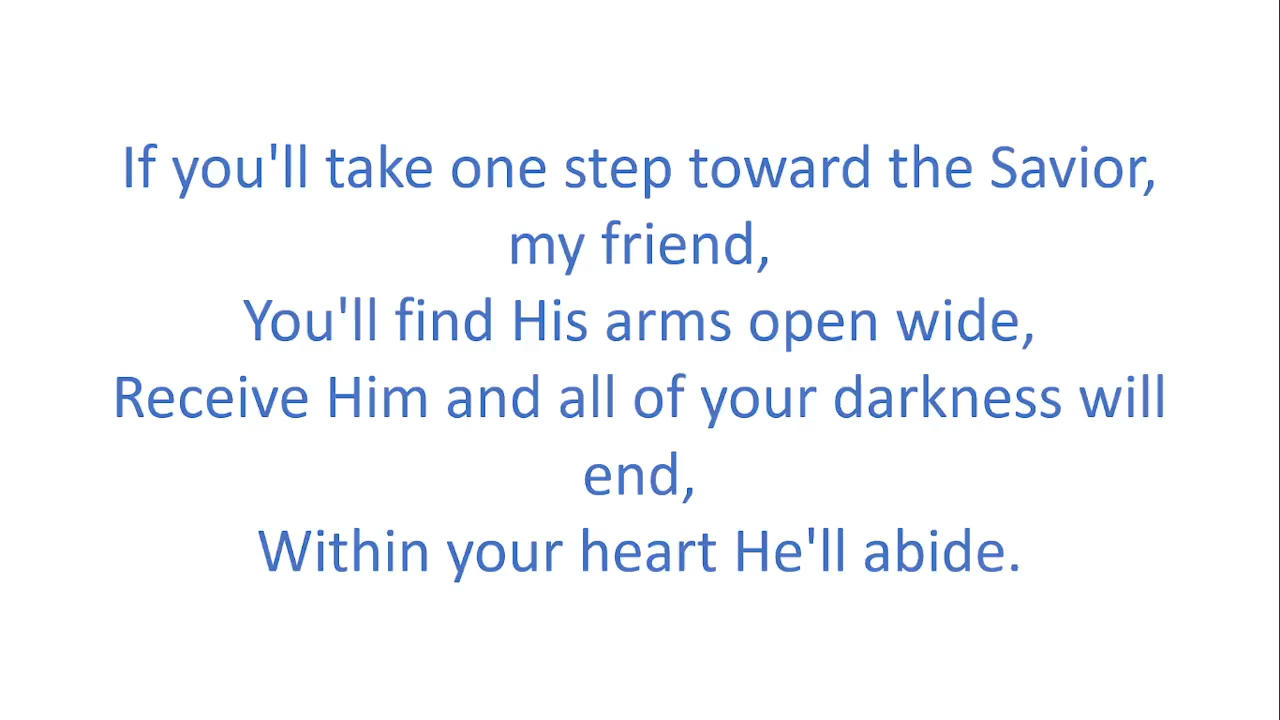 If you'll take one step toward the Savior,
my friend,
You'll find His arms open wide,
Receive Him and all of your darkness will
end,
Within your heart He'll abide.